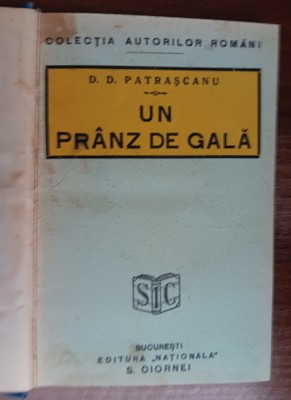 COLECȚIA AUTORILOR ROMÂNI
D. D. PATRAȘCANU
UN
PRÂNZ DE GALĂ
SIC
BUCUREȘTI
EDITURA „NAȚIONALA"
S. CIORNEI